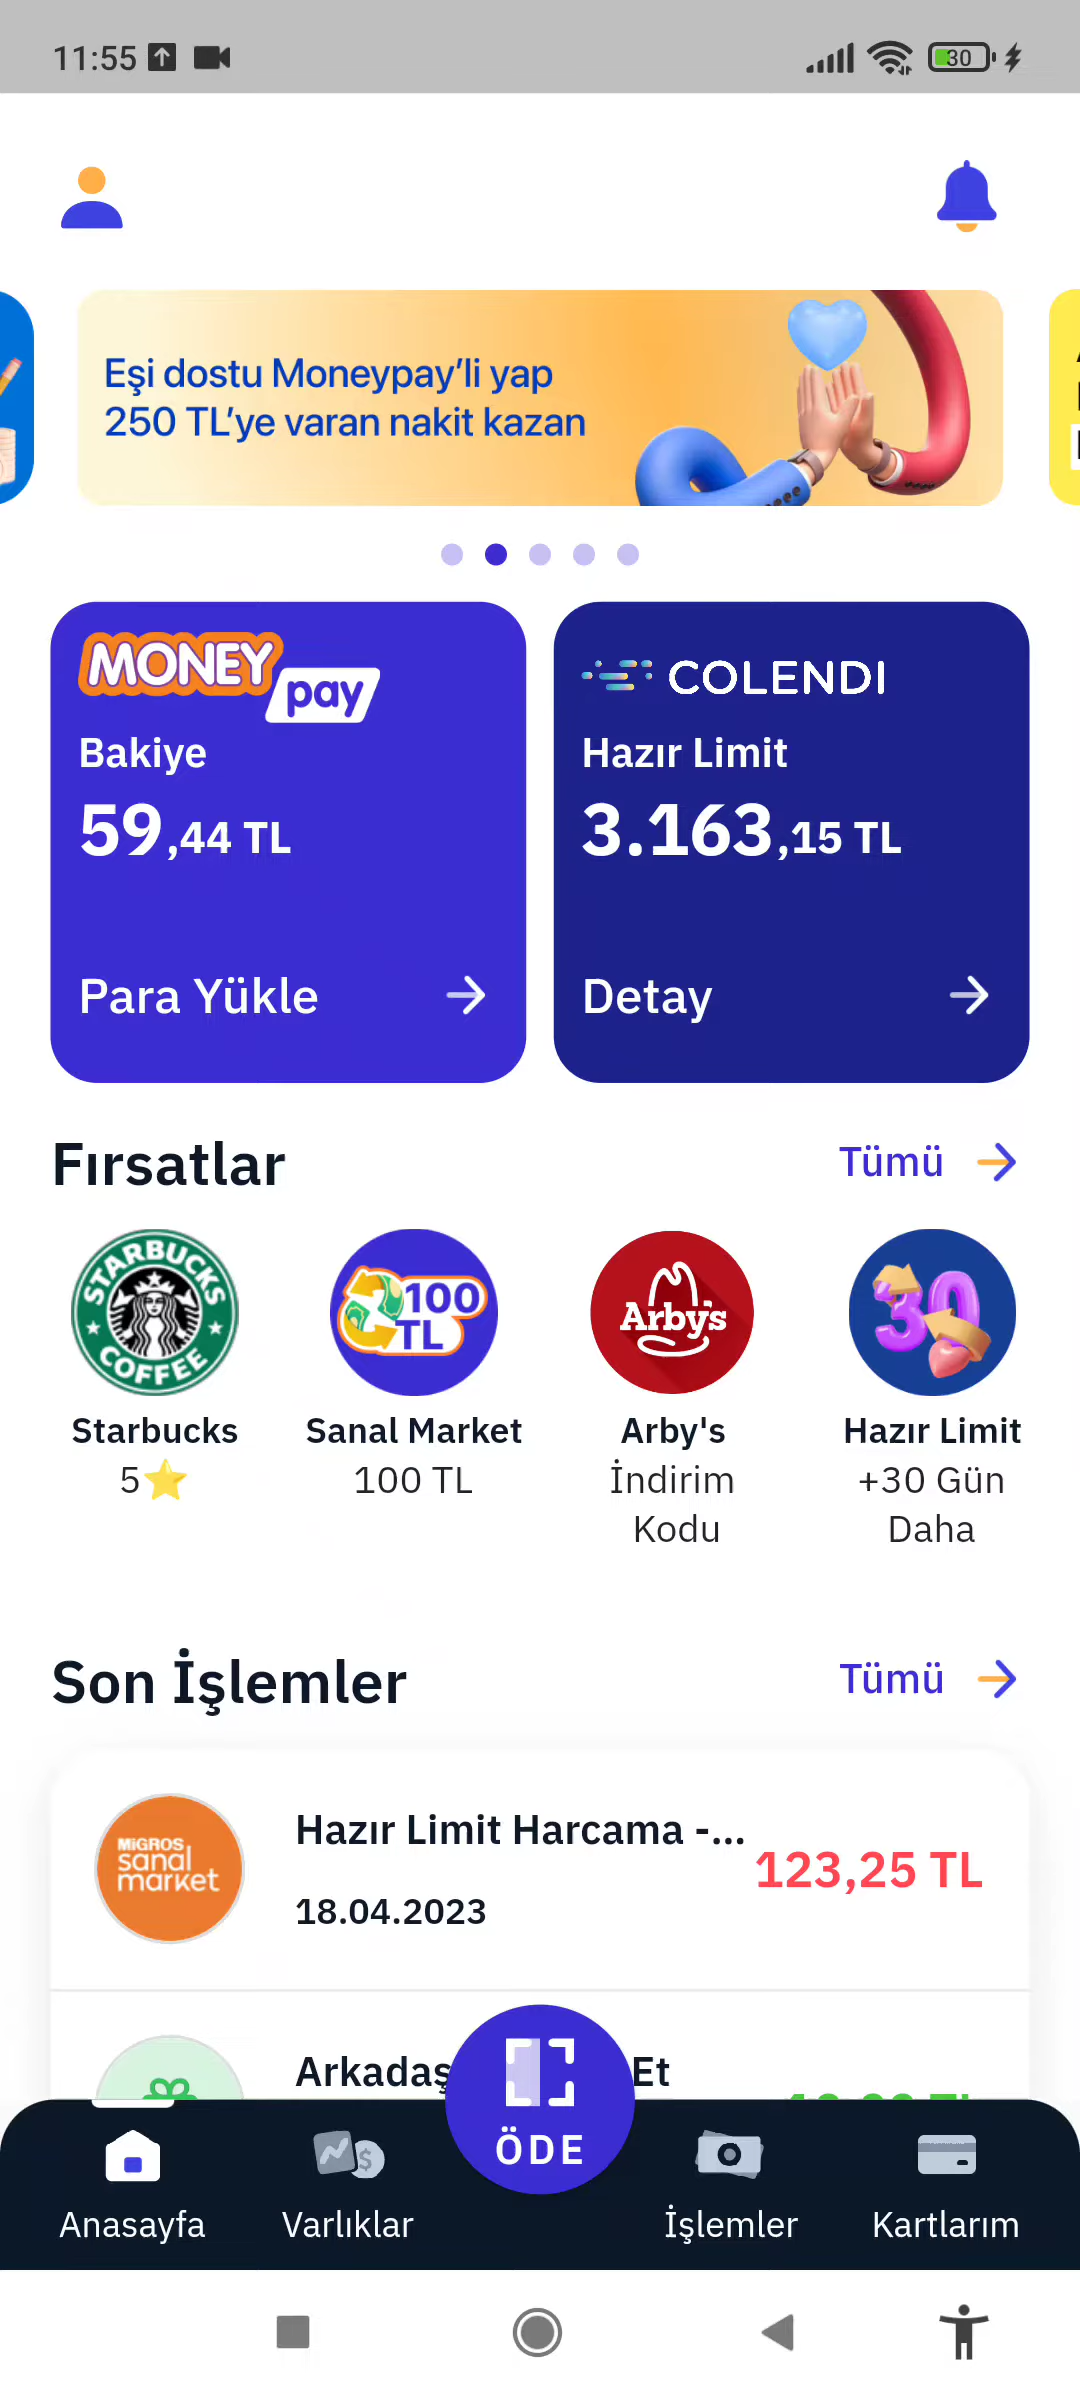 11:55
30
Eşi dostu Moneypay'li yap
250 TL'ye varan nakit kazan
MONEY
pay
Bakiye
59,44 TL
Para Yükle
COLENDI
Hazır Limit
3.163,15 TL
Detay
Fırsatlar
Tümü
STARBUCKS
COFFEE
100
TL
Arby's
30
Starbucks
5⭐
Sanal Market
100 TL
Arby's
İndirim
Kodu
Hazır Limit
+30 Gün
Daha
Son İşlemler
Tümü
MiGROS
sanal
market
Hazır Limit Harcama -...
18.04.2023
123,25 TL
Arkadaş
Et
ÖDE
Anasayfa
Varlıklar
İşlemler
Kartlarım